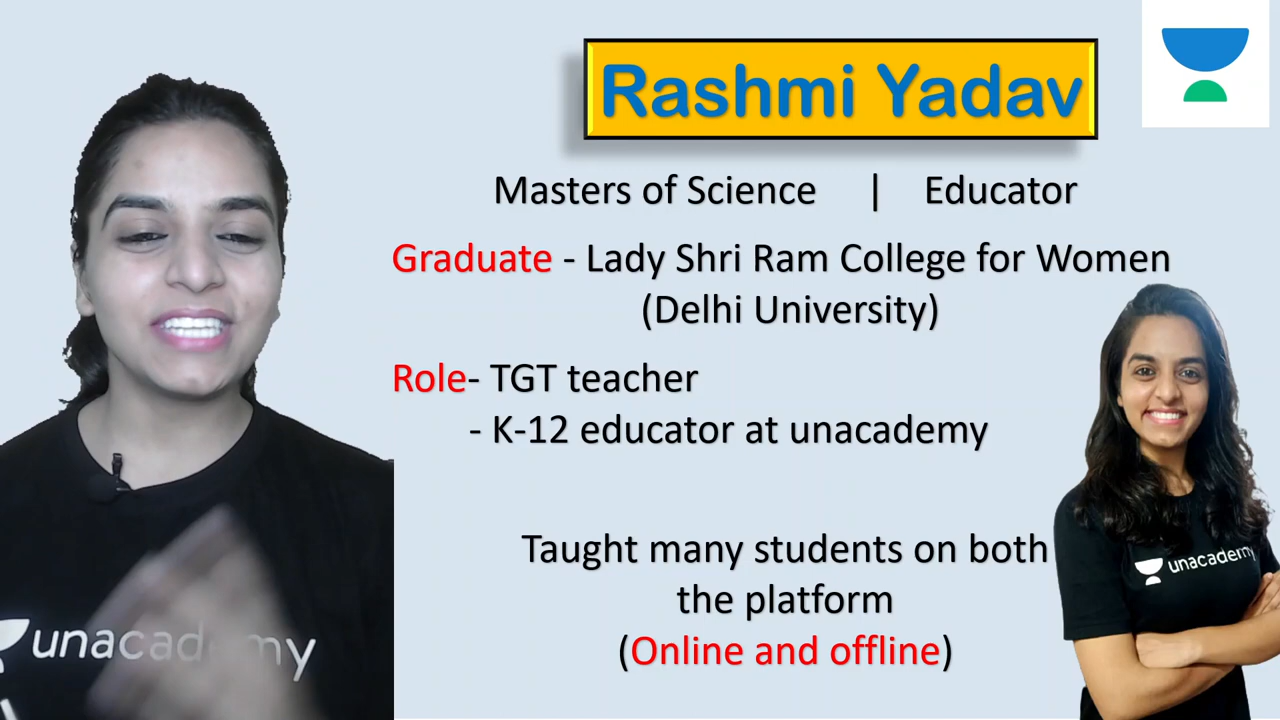 Rashmi Yadav
Masters of Science | Educator
Graduate - Lady Shri Ram College for Women
(Delhi University)
Role- TGT teacher
- K-12 educator at unacademy
Taught many students on both
the platform
(Online and offline)
unacademy
unacademy